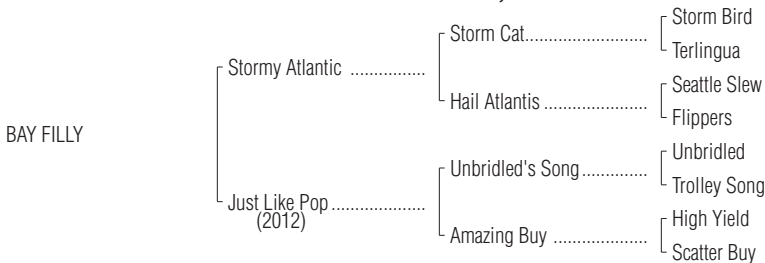 Storm Bird
Storm Cat..............................
Terlingua
Stormy Atlantic ................
Seattle Slew
Hail Atlantis .........................
Flippers
BAY FILLY
Unbridled
Unbridled's Song................
Trolley Song
Just Like Pop ....................
(2012)
High Yield
Amazing Buy .......................
Scatter Buy